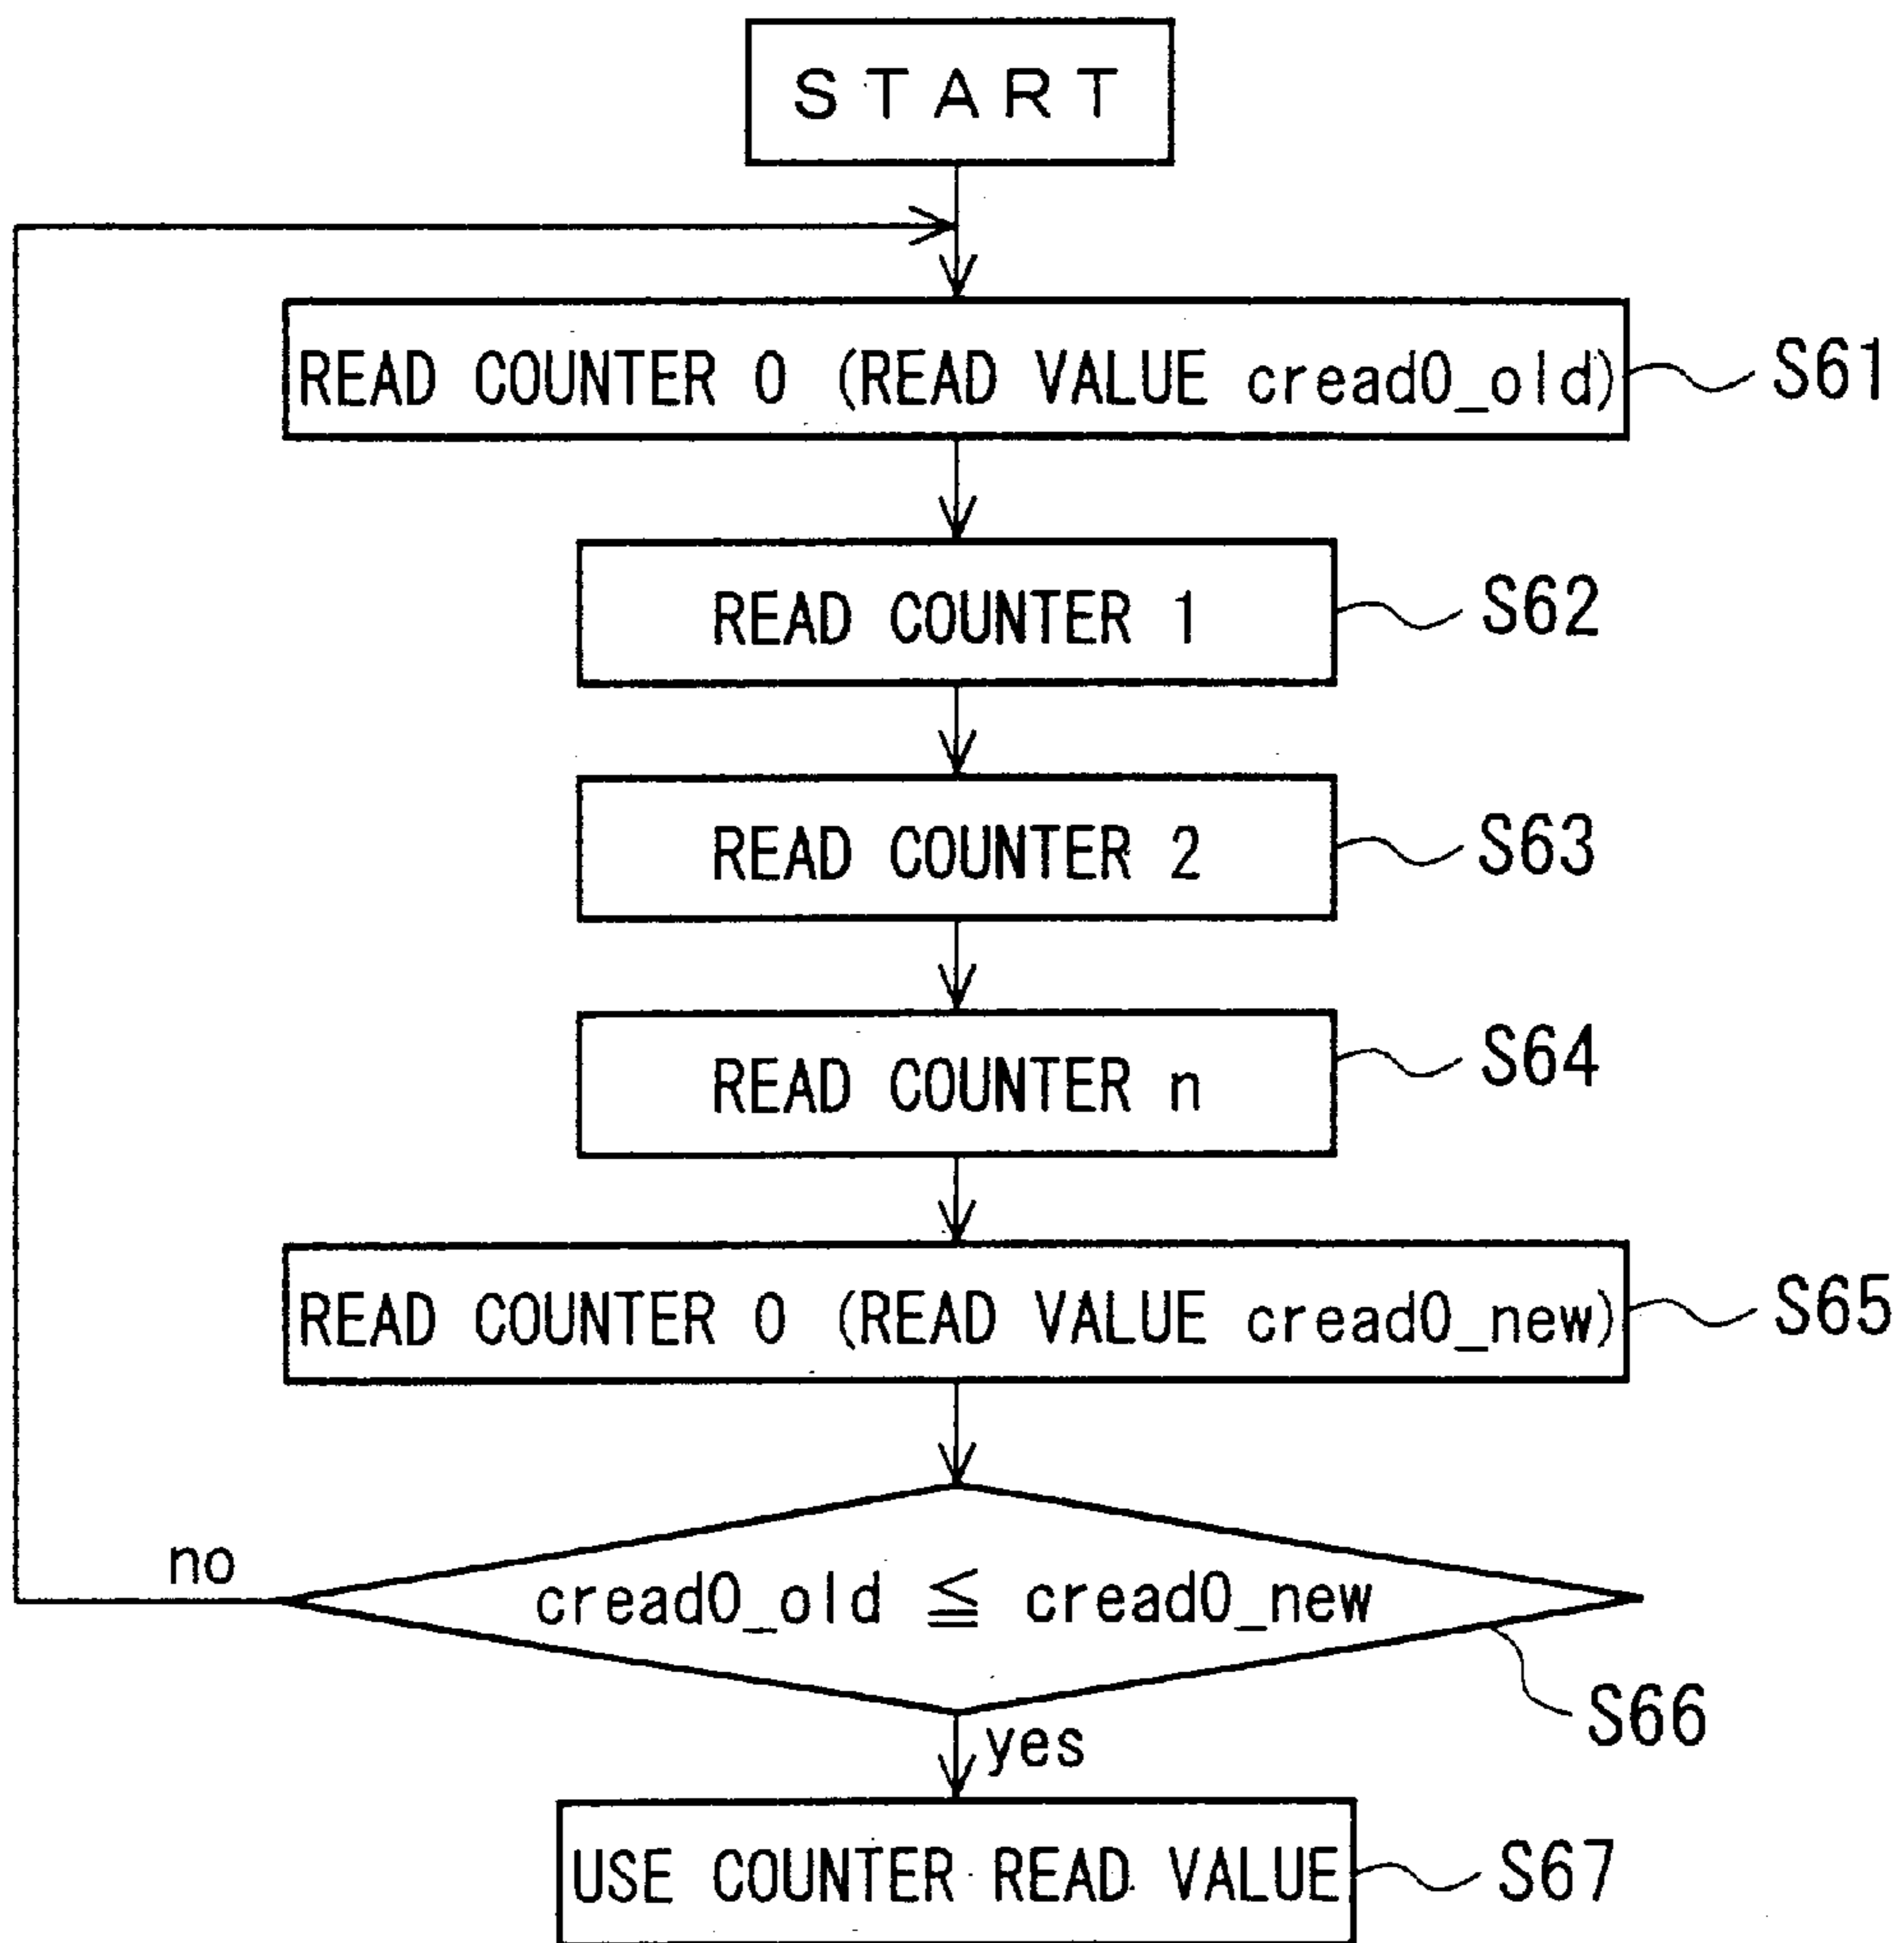 START
READ COUNTER 0 (READ VALUE cread0_old)
S61
READ COUNTER 1
S62
READ COUNTER 2
S63
READ COUNTER n
S64
READ COUNTER 0 (READ VALUE cread0_new)
S65
no
cread0_old ≦ cread0_new
S66
yes
USE COUNTER READ VALUE
S67